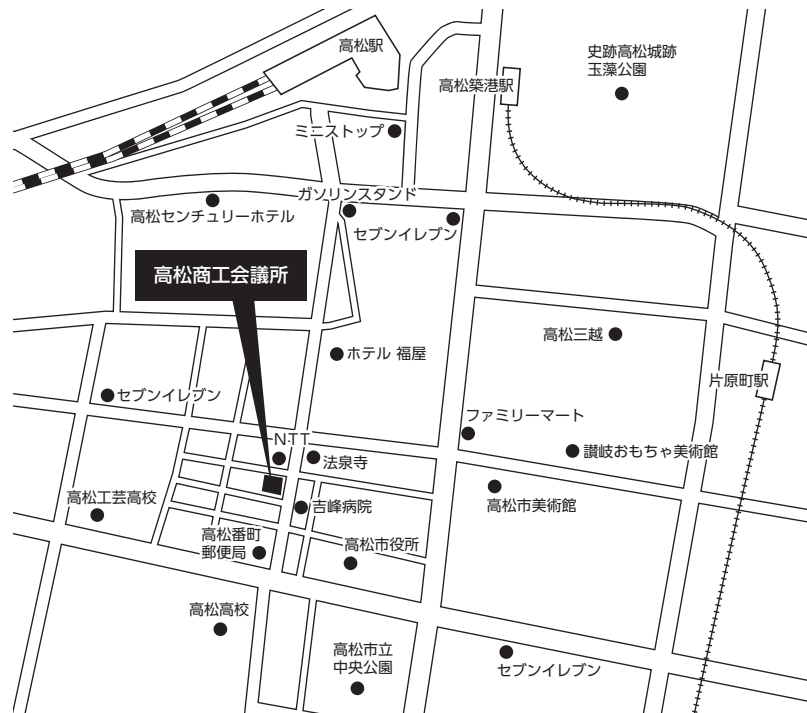 高松駅
史跡高松城跡
玉藻公園
高松築港駅
ミニストップ
ガソリンスタンド
高松センチュリーホテル
セブンイレブン
高松商工会議所
高松三越
ホテル 福屋
片原町駅
セブンイレブン
ファミリーマート
NTT
法泉寺
讃岐おもちゃ美術館
高松工芸高校
吉峰病院
高松市美術館
高松番町
郵便局
高松市役所
高松高校
高松市立
中央公園
セブンイレブン